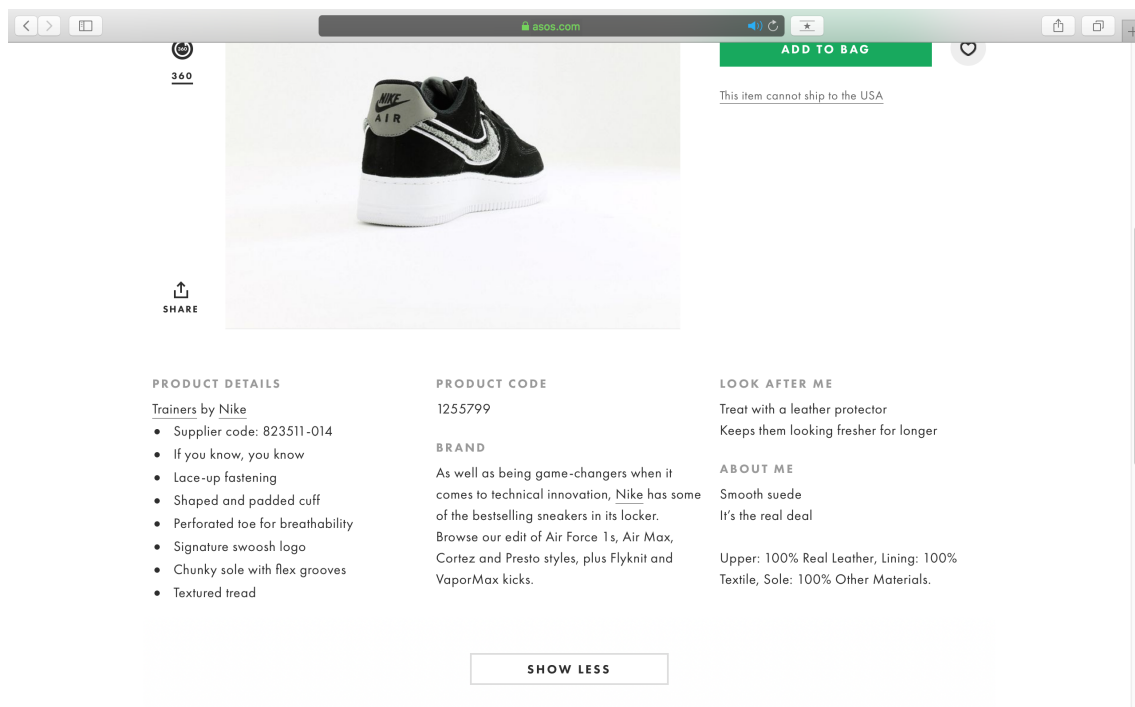 asos.com
360
360
NIKE
AIR
SHARE
ADD TO BAG
This item cannot ship to the USA
PRODUCT DETAILS
Trainers by Nike
• Supplier code: 823511-014
• If you know, you know
• Lace-up fastening
• Shaped and padded cuff
• Perforated toe for breathability
• Signature swoosh logo
• Chunky sole with flex grooves
• Textured tread
PRODUCT CODE
1255799
BRAND
As well as being game-changers when it
comes to technical innovation, Nike has some
of the bestselling sneakers in its locker.
Browse our edit of Air Force 1s, Air Max,
Cortez and Presto styles, plus Flyknit and
VaporMax kicks.
LOOK AFTER ME
Treat with a leather protector
Keeps them looking fresher for longer
ABOUT ME
Smooth suede
It's the real deal
Upper: 100% Real Leather, Lining: 100%
Textile, Sole: 100% Other Materials.
SHOW LESS